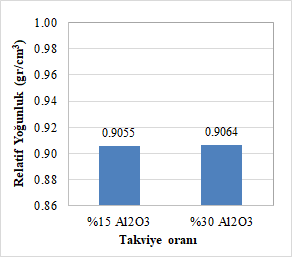 Relatif Yoğunluk (gr/cm³)
1.00
0.98
0.96
0.94
0.92
0.90
0.88
0.86
0.9055
0.9064
%15 Al2O3
%30 Al2O3
Takviye oranı